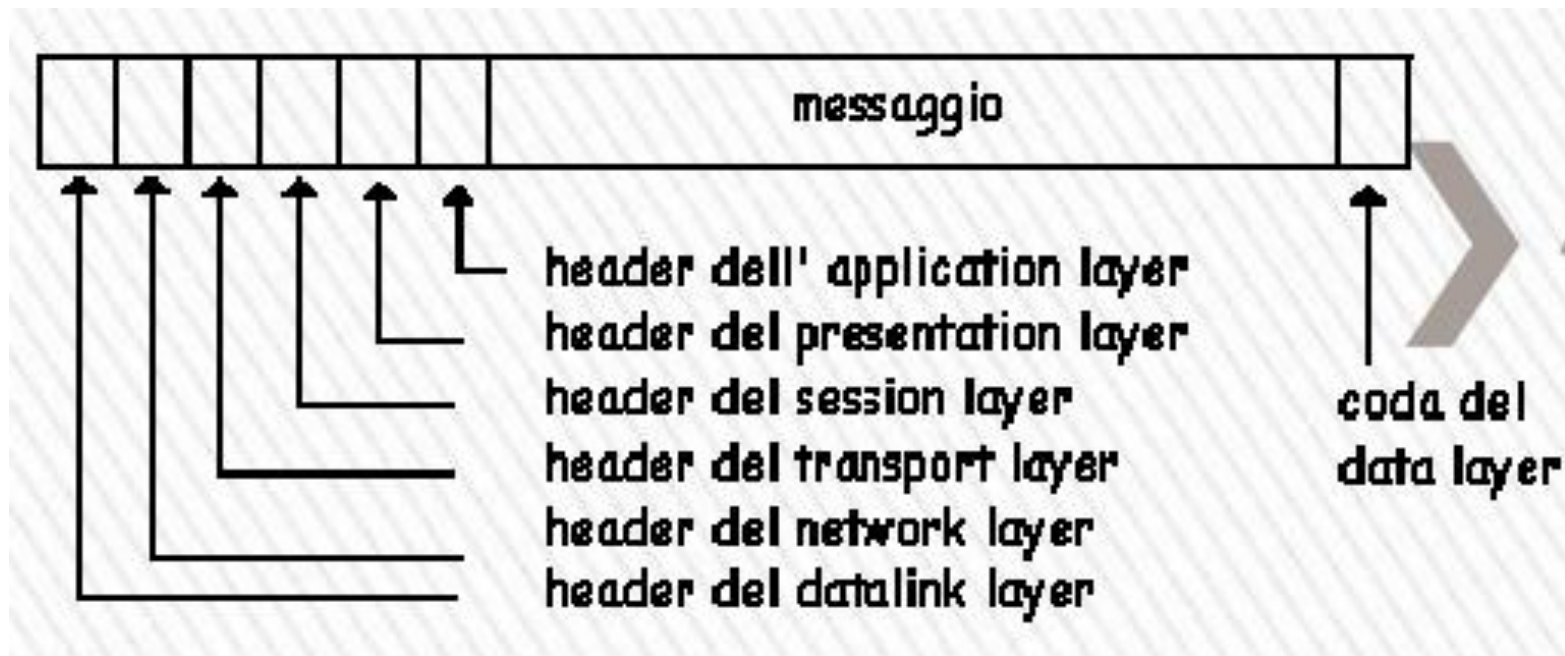 messaggio
header dell' application layer
header del presentation layer
header del session layer
header del transport layer
header del network layer
header del datalink layer
coda del
data layer